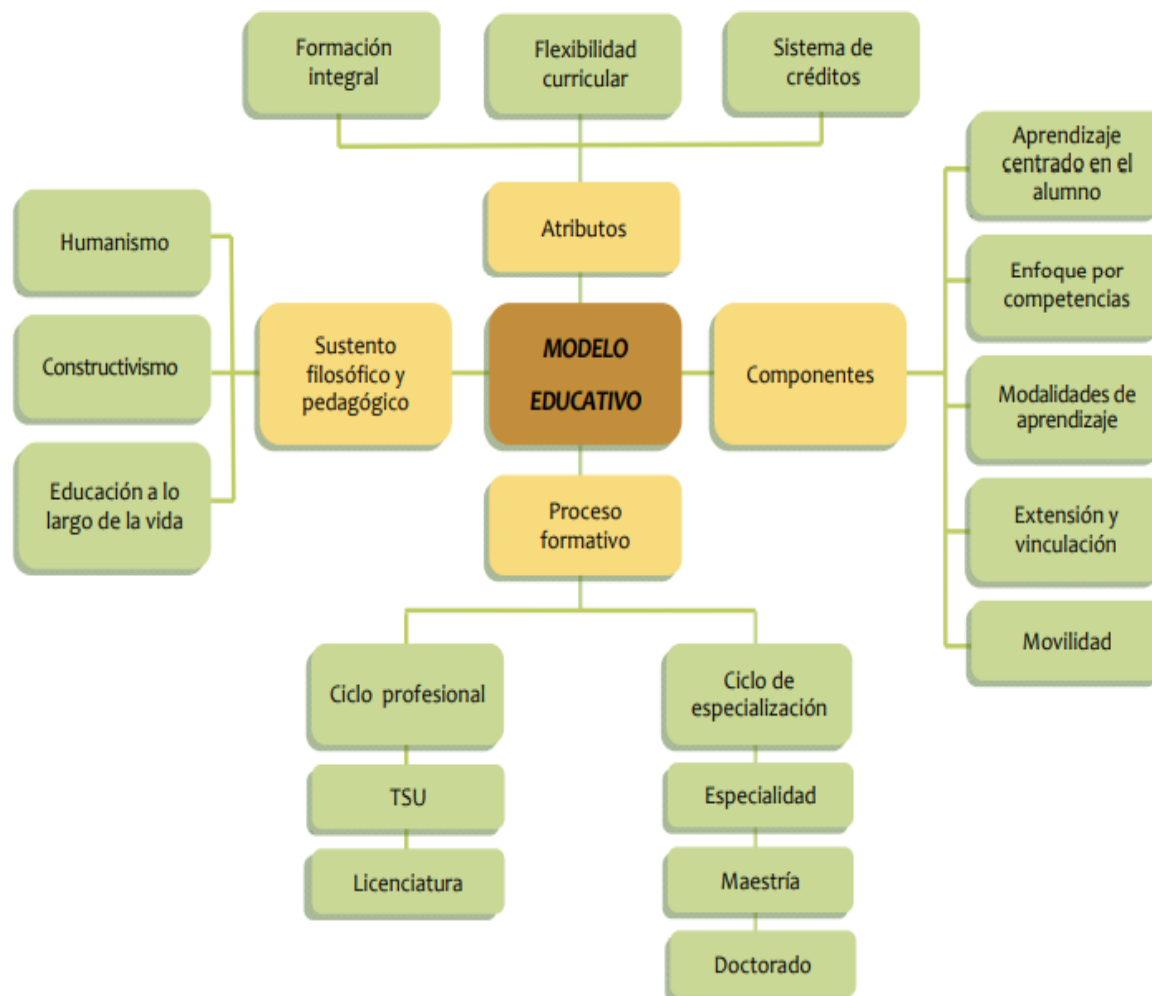 Formación
integral
Flexibilidad
curricular
Sistema de
créditos
Atributos
Humanismo
Constructivismo
Educación a lo
largo de la vida
Sustento
filosófico y
pedagógico
MODELO
EDUCATIVO
Componentes
Aprendizaje
centrado en el
alumno
Enfoque por
competencias
Modalidades de
aprendizaje
Extensión y
vinculación
Movilidad
Proceso
formativo
Ciclo profesional
TSU
Licenciatura
Ciclo de
especialización
Especialidad
Maestría
Doctorado